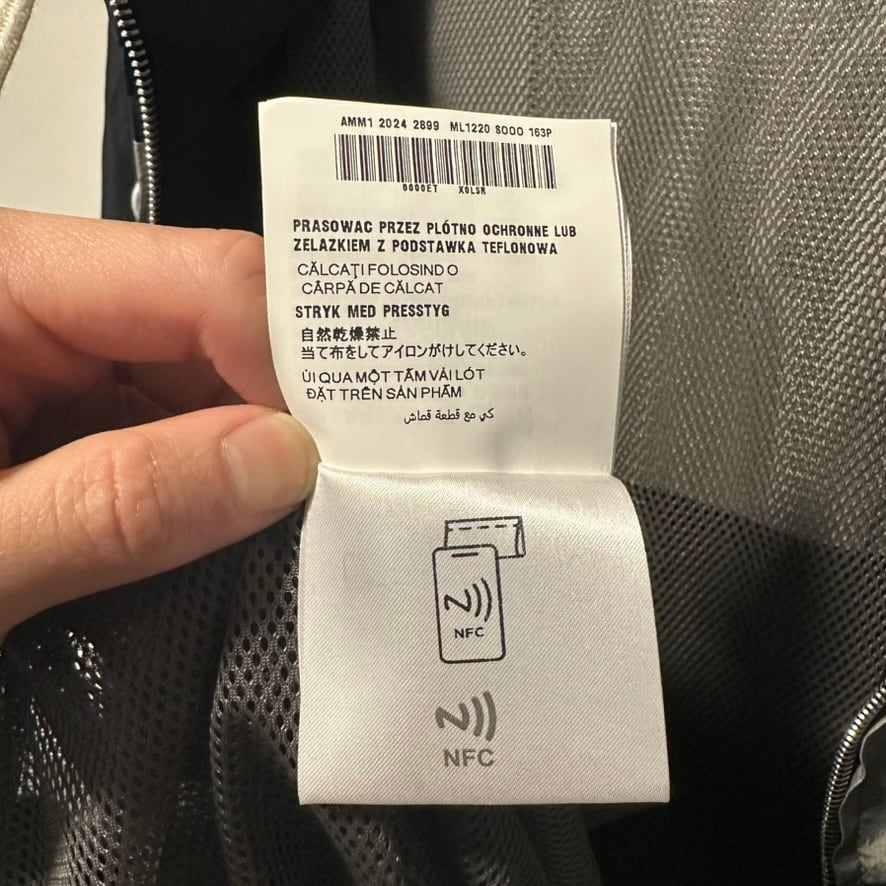 AMM1 2024 2899 ML1220 SOOO 163P
0000ET X0LSR
PRASOWAC PRZEZ PLÓTNO OCHRONNE LUB
ZELAZKIEM Z PODSTAWKA TEFLONOWA
CĂLCAŢI FOLOSIND O
CÂRPĂ DE CĂLCAT
STRYK MED PRESSTYG
自然乾燥禁止
当て布をしてアイロンがけしてください。
ỦI QUA MỘT TẤM VẢI LÓT
ĐẶT TRÊN SẢN PHẨM
كي مع قطعة قماش
NFC
NFC